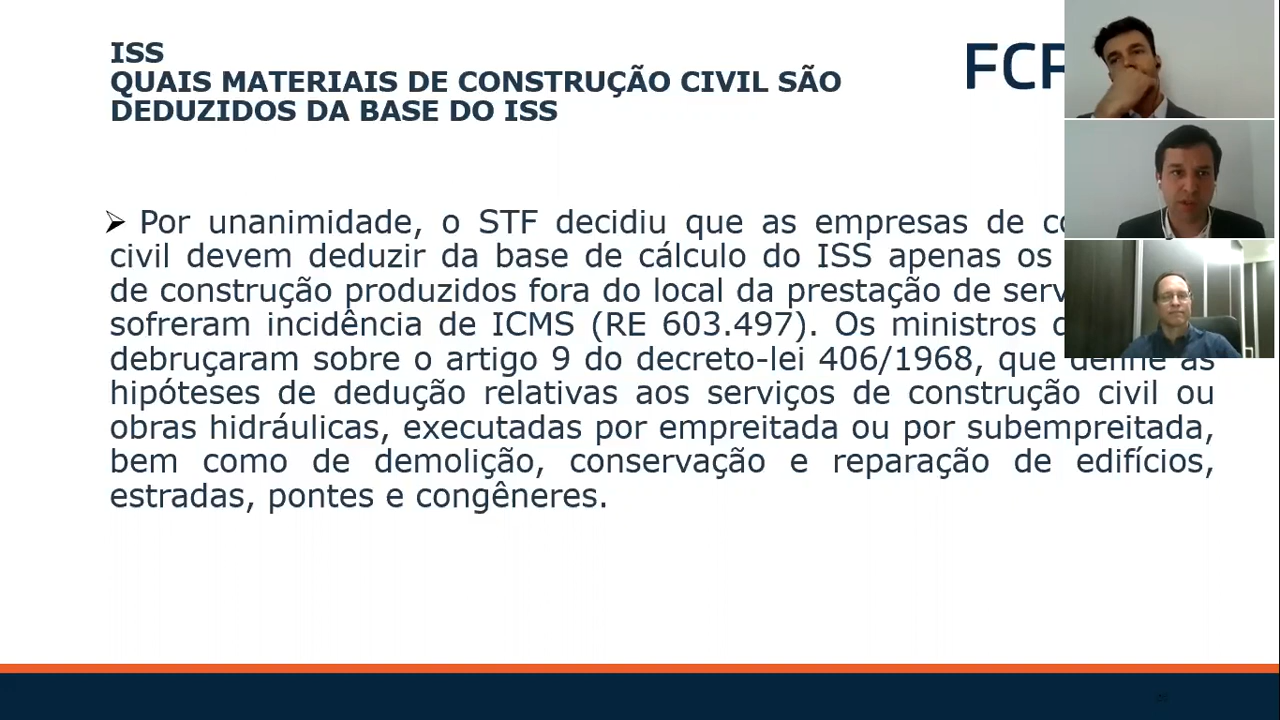 ISS
QUAIS MATERIAIS DE CONSTRUÇÃO CIVIL SÃO
DEDUZIDOS DA BASE DO ISS
➢ Por unanimidade, o STF decidiu que as empresas de
civil devem deduzir da base de cálculo do ISS apenas os
de construção produzidos fora do local da prestação de
sofreram incidência de ICMS (RE 603.497). Os ministros
debruçaram sobre o artigo 9 do decreto-lei 406/1968, que define as
hipóteses de dedução relativas aos serviços de construção civil ou
obras hidráulicas, executadas por empreitada ou por subempreitada,
bem como de demolição, conservação e reparação de edifícios,
estradas, pontes e congêneres.